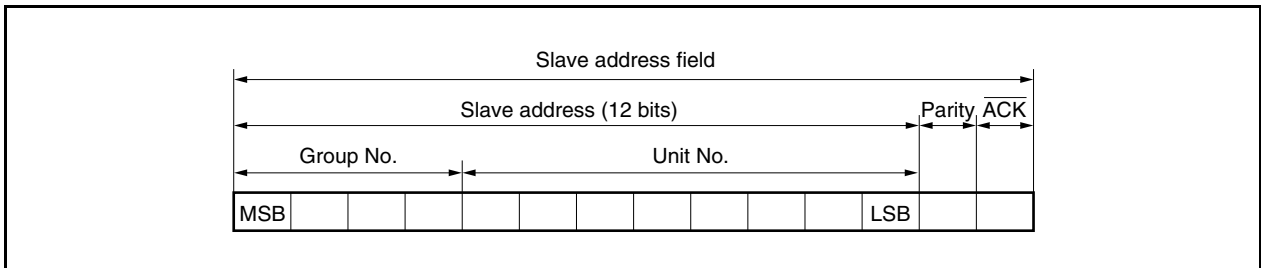 Slave address field
Slave address (12 bits) Parity ACK
Group No. Unit No.
MSB LSB